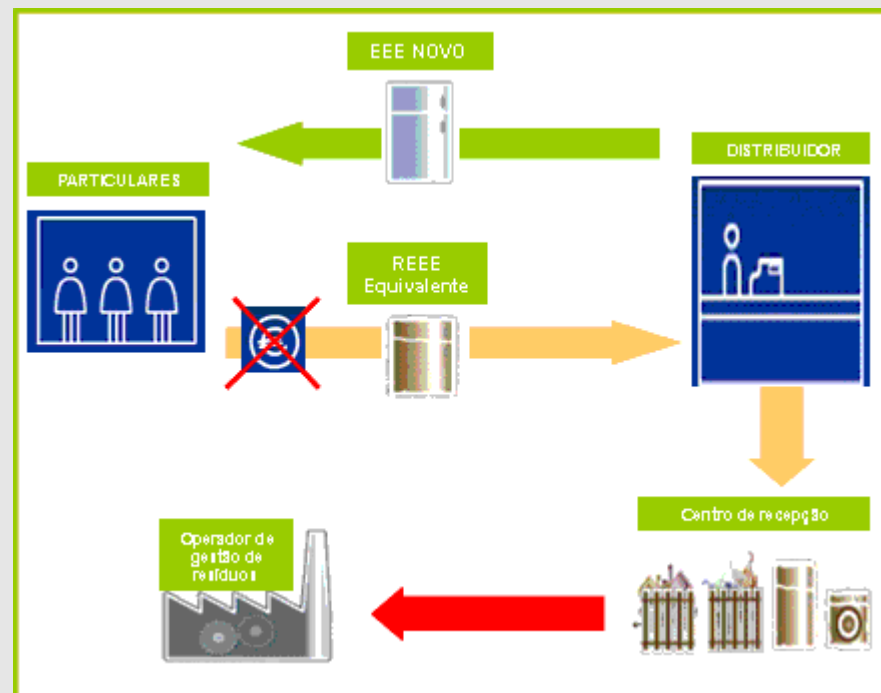 EEE NOVO
DISTRIBUIDOR
PARTICULARES
REEE
Equivalente
Centro de recepção
Operador de
gestão de
resíduos